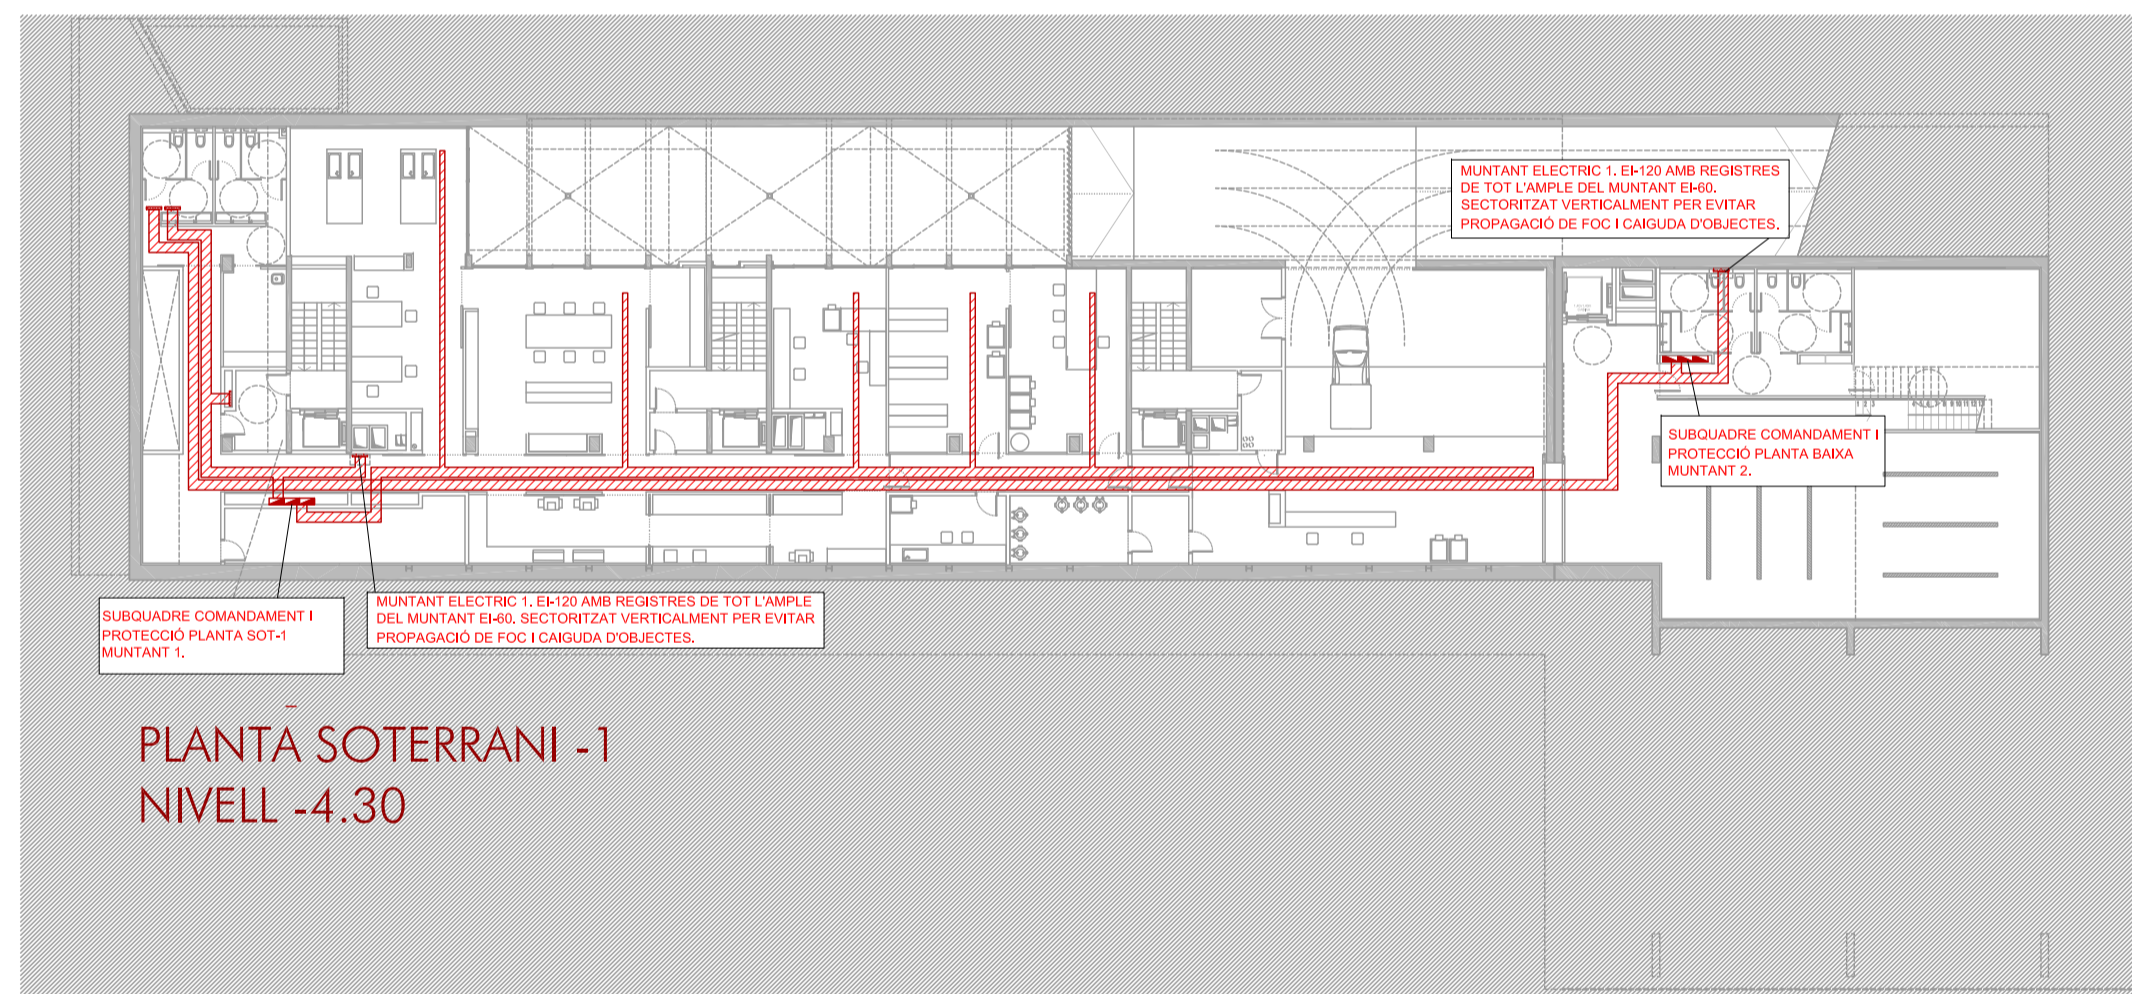 MUNTANT ELECTRIC 1. EI-120 AMB REGISTRES
DE TOT L'AMPLE DEL MUNTANT EI-60.
SECTORITZAT VERTICALMENT PER EVITAR
PROPAGACIÓ DE FOC I CAIGUDA D'OBJECTES.
SUBQUADRE COMANDAMENT I
PROTECCIÓ PLANTA BAIXA
MUNTANT 2.
SUBQUADRE COMANDAMENT I
PROTECCIÓ PLANTA SOT-1
MUNTANT 1.
MUNTANT ELECTRIC 1. EI-120 AMB REGISTRES DE TOT L'AMPLE
DEL MUNTANT EI-60. SECTORITZAT VERTICALMENT PER EVITAR
PROPAGACIÓ DE FOC I CAIGUDA D'OBJECTES.
PLANTA SOTERRANI -1
NIVELL -4.30